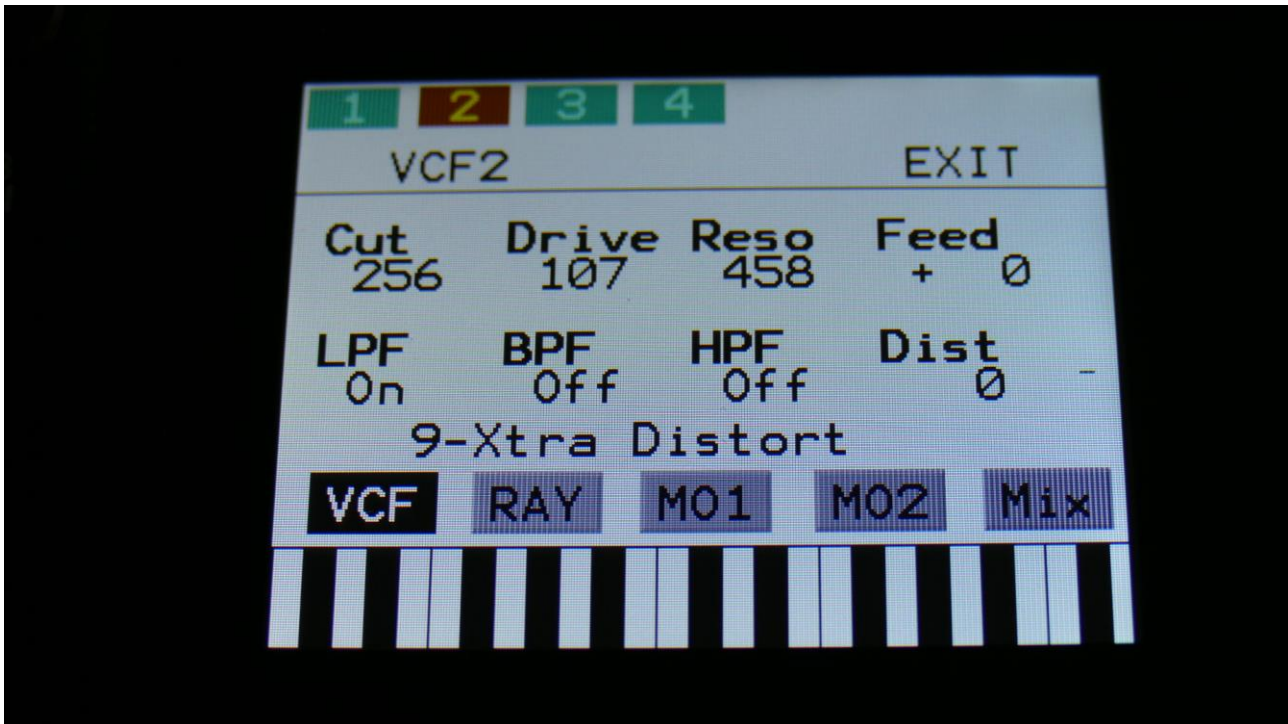 1 2 3 4
VCF2 EXIT
Cut Drive Reso Feed
256 107 458 + 0
LPF BPF HPF Dist
On Off Off 0 -
9-Xtra Distort
VCF RAY MO1 MO2 Mix